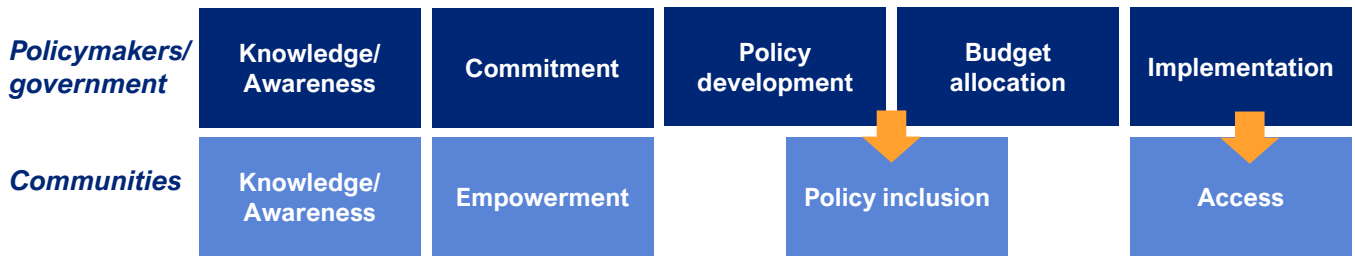 Policymakers/
government
Knowledge/
Awareness
Commitment
Policy
development
Budget
allocation
Implementation
Communities
Knowledge/
Awareness
Empowerment
Policy inclusion
Access